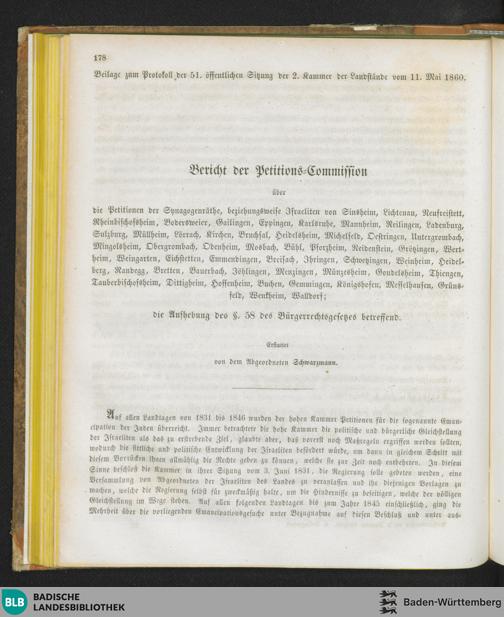 178
Beilage zum Protokoll der 51. öffentlichen Sitzung der 2. Kammer der Landstände vom 11. Mai 1860.
Bericht der Petitions-Commission
über
die Petitionen der Synagogenräthe, beziehungsweise Israeliten von Sinsheim, Lichtenau, Neufreistett,
Rheinbischofsheim, Bodersweier, Gailingen, Eppingen, Karlsruhe, Mannheim, Neilingen, Ladenburg,
Sulzburg, Müllheim, Lörrach, Kirchen, Bruchsal, Heidelsheim, Michelfeld, Oestringen, Untergrombach,
Mingolsheim, Obergrombach, Odenheim, Mosbach, Bühl, Pforzheim, Neidenstein, Grötzingen, Wert-
heim, Weingarten, Eichstetten, Emmendingen, Breisach, Ihringen, Schwetzingen, Weinheim, Heidel-
berg, Randegg, Bretten, Bauerbach, Jöhlingen, Menzingen, Münzesheim, Gondelsheim, Thiengen,
Tauberbischofsheim, Dittigheim, Hoffenheim, Buchen, Gemmingen, Königshofen, Messelhausen, Grüns-
feld, Wenkheim, Walldorf;
die Aufhebung des §. 58 des Bürgerrechtsgesetzes betreffend.
Erstattet
von dem Abgeordneten Schwarzmann.
Auf allen Landtagen von 1831 bis 1846 wurden der hohen Kammer Petitionen für die sogenannte Eman-
cipation der Juden überreicht. Immer betrachtete die hohe Kammer die politische und bürgerliche Gleichstellung
der Israeliten als das zu erstrebende Ziel, glaubte aber, daß vorerst noch Maßregeln ergriffen werden sollten,
wodurch die sittliche und politische Entwicklung der Israeliten befördert würde, um dann in gleichem Schritt mit
diesem Vorrücken ihnen allmählig die Rechte geben zu können, welche sie zur Zeit noch entbehrten. In diesem
Sinne beschloß die Kammer in ihrer Sitzung vom 3. Juni 1831, die Regierung solle gebeten werden, eine
Versammlung von Abgeordneten der Israeliten des Landes zu veranlassen und ihr diejenigen Vorlagen zu
machen, welche die Regierung selbst für zweckmäßig halte, um die Hindernisse zu beseitigen, welche der völligen
Gleichstellung im Wege stehen. Auf allen folgenden Landtagen bis zum Jahre 1845 einschließlich, ging die
Mehrheit über die vorliegenden Emancipationsgesuche unter Bezugnahme auf diesen Beschluß und unter aus-
BLB
BADISCHE
LANDESBIBLIOTHEK
Baden-Württemberg